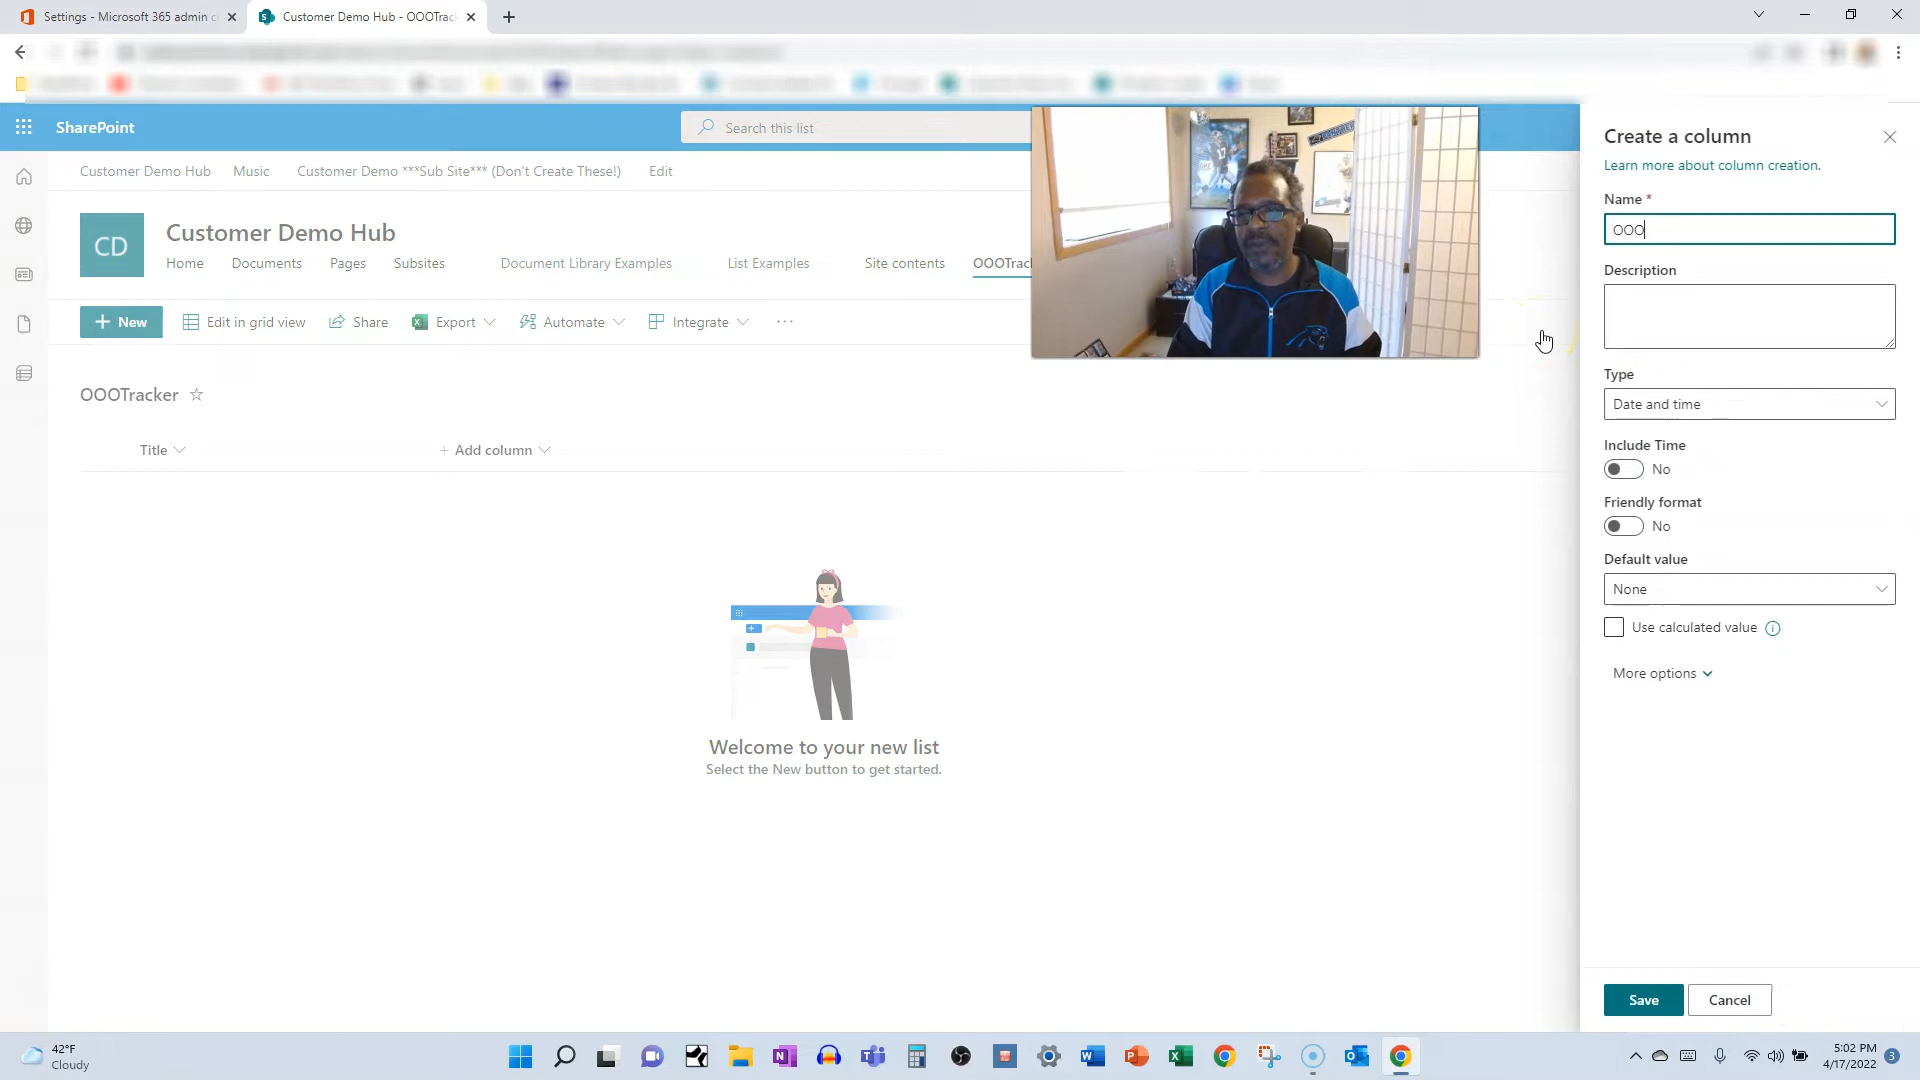 Settings - Microsoft 365 admin c
Customer Demo Hub - OOOTrac
SharePoint
Search this list
Customer Demo Hub
Music
Customer Demo ***Sub Site*** (Don't Create These!)
Edit
CD
Customer Demo Hub
Home
Documents
Pages
Subsites
Document Library Examples
List Examples
Site contents
OOOTrack
New
Edit in grid view
Share
Export
Automate
Integrate
OOOTracker
Title
Add column
Welcome to your new list
Select the New button to get started.
Create a column
Learn more about column creation.
Name *
OOO
Description
Type
Date and time
Include Time
No
Friendly format
No
Default value
None
Use calculated value
More options
Save
Cancel
42°F
Cloudy
5:02 PM
4/17/2022
3